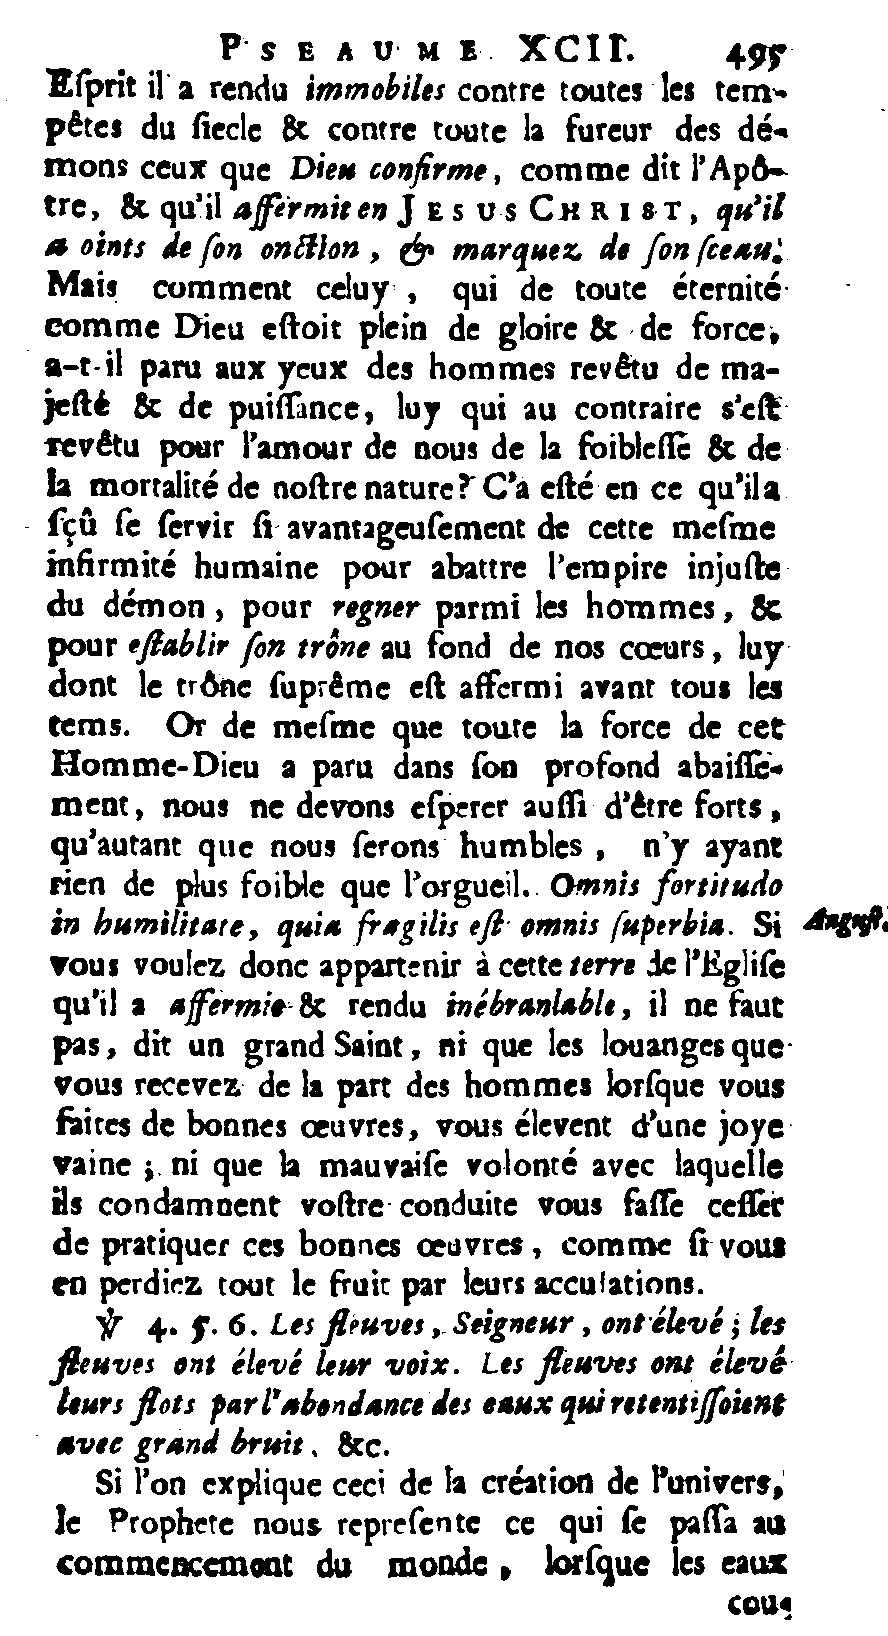 PSEAUME XCII. 495
Eſprit il a rendu immobiles contre toutes les tem-
pêtes du ſiecle & contre toute la fureur des dé-
mons ceux que Dieu confirme, comme dit l'Apô-
tre, & qu'il affermit en JESUS CHRIST, qu'il
a oints de ſon onction, & marquez de ſon ſceau.
Mais comment celuy, qui de toute éternité
comme Dieu eſtoit plein de gloire & de force,
a-t-il paru aux yeux des hommes revêtu de ma-
jeſté & de puiſſance, luy qui au contraire s'eſt
revêtu pour l'amour de nous de la foibleſſe & de
la mortalité de noſtre nature? C'a eſté en ce qu'il a
ſçû ſe ſervir ſi avantageuſement de cette meſme
infirmité humaine pour abattre l'empire injuſte
du démon, pour regner parmi les hommes, &
pour eſtablir ſon trône au fond de nos cœurs, luy
dont le trône ſuprême eſt affermi avant tous les
tems. Or de meſme que toute la force de cet
Homme-Dieu a paru dans ſon profond abaiſſe-
ment, nous ne devons eſperer auſſi d'être forts,
qu'autant que nous ſerons humbles, n'y ayant
rien de plus foible que l'orgueil. Omnis fortitudo
in humilitate, quia fragilis eſt omnis ſuperbia. Si
Auguſt.
vous voulez donc appartenir à cette terre de l'Egliſe
qu'il a affermie & rendu inébranlable, il ne faut
pas, dit un grand Saint, ni que les louanges que
vous recevez de la part des hommes lorſque vous
faites de bonnes œuvres, vous élevent d'une joye
vaine; ni que la mauvaiſe volonté avec laquelle
ils condamnent voſtre conduite vous faſſe ceſſer
de pratiquer ces bonnes œuvres, comme ſi vous
en perdiez tout le fruit par leurs accuſations.
℣ 4. 5. 6. Les fleuves, Seigneur, ont élevé; les
fleuves ont élevé leur voix. Les fleuves ont élevé
leurs flots par l'abondance des eaux qui retentiſſoient
avec grand bruit, &c.
Si l'on explique ceci de la création de l'univers,
le Prophete nous repreſente ce qui ſe paſſa au
commencement du monde, lorſque les eaux
cou-